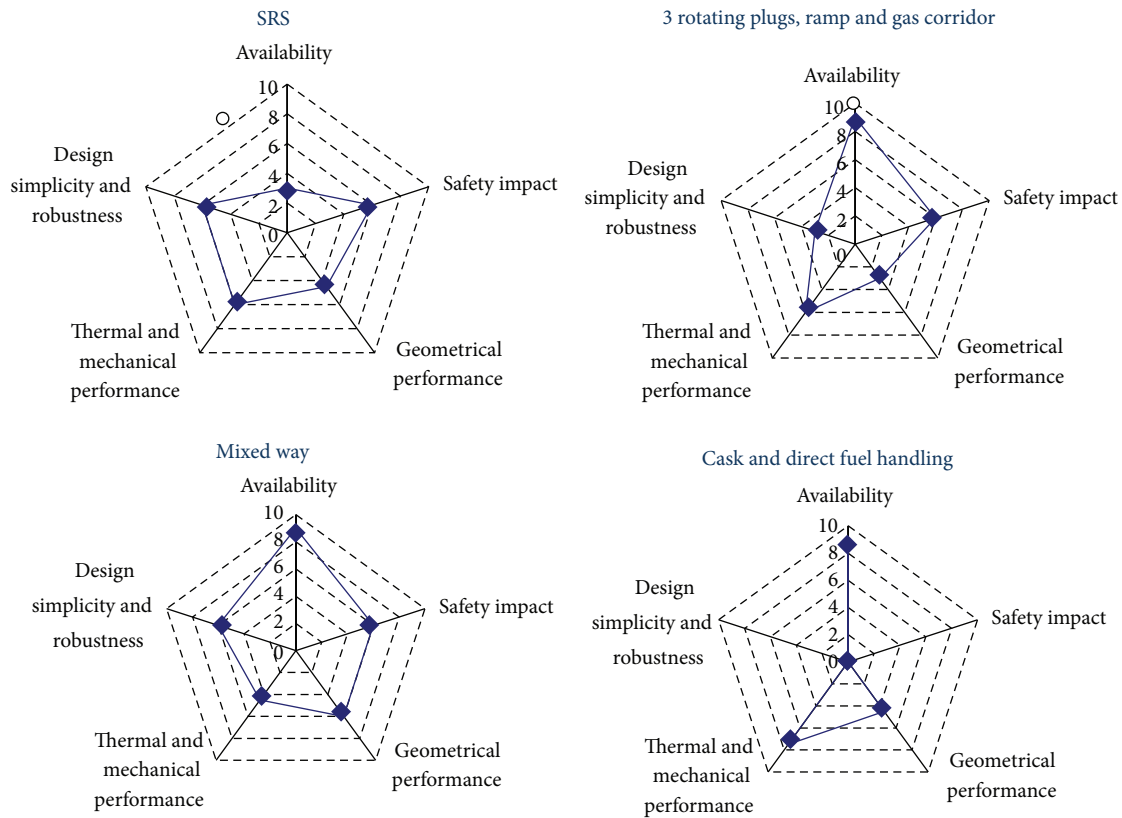 SRS
Availability
10
8
6
4
2
0
Design
simplicity and
robustness
Safety impact
Thermal and
mechanical
performance
Geometrical
performance
3 rotating plugs, ramp and gas corridor
Availability
10
8
6
4
2
0
Design
simplicity and
robustness
Safety impact
Thermal and
mechanical
performance
Geometrical
performance
Mixed way
Availability
10
8
6
4
2
0
Design
simplicity and
robustness
Safety impact
Thermal and
mechanical
performance
Geometrical
performance
Cask and direct fuel handling
Availability
10
8
6
4
2
0
Design
simplicity and
robustness
Safety impact
Thermal and
mechanical
performance
Geometrical
performance